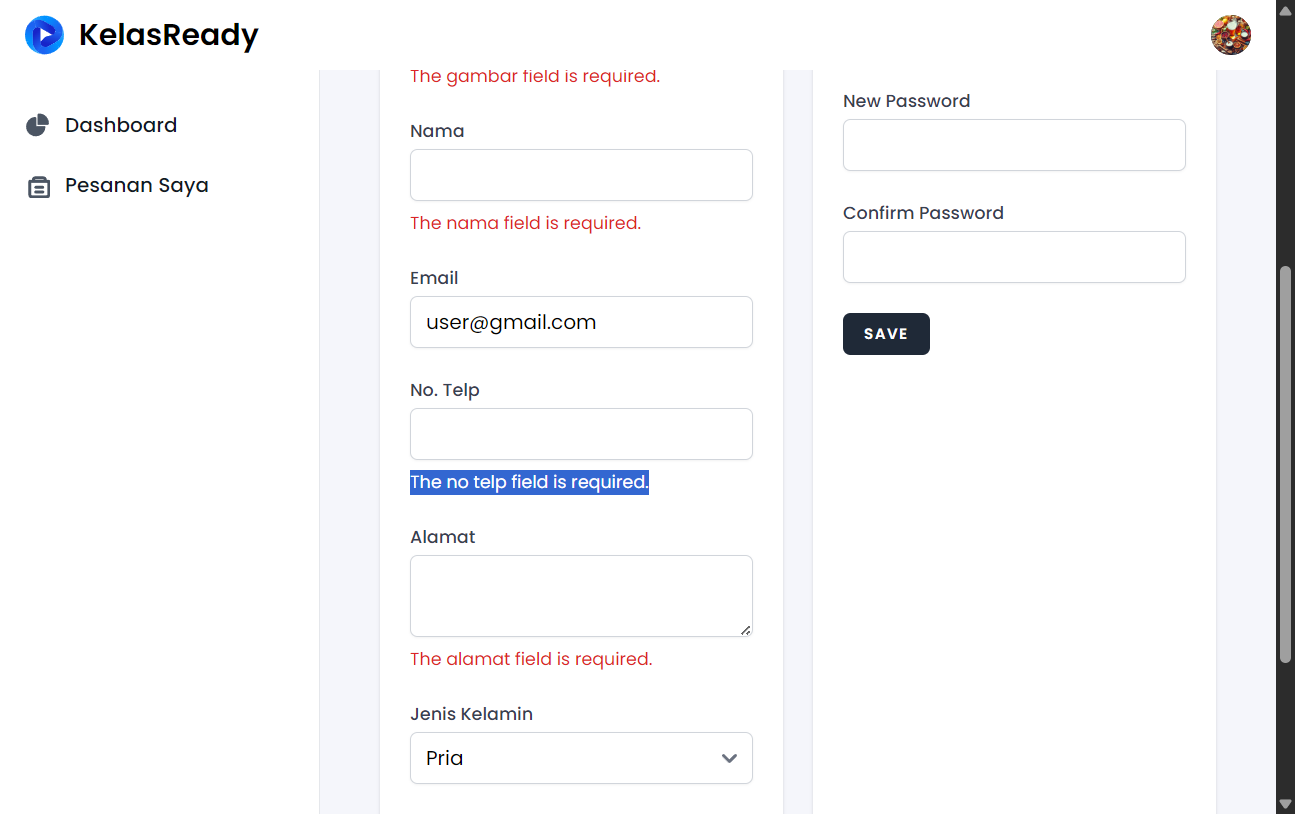 KelasReady
Dashboard
Pesanan Saya
The gambar field is required.
Nama
The nama field is required.
Email
user@gmail.com
No. Telp
The no telp field is required.
Alamat
The alamat field is required.
Jenis Kelamin
Pria
New Password
Confirm Password
SAVE